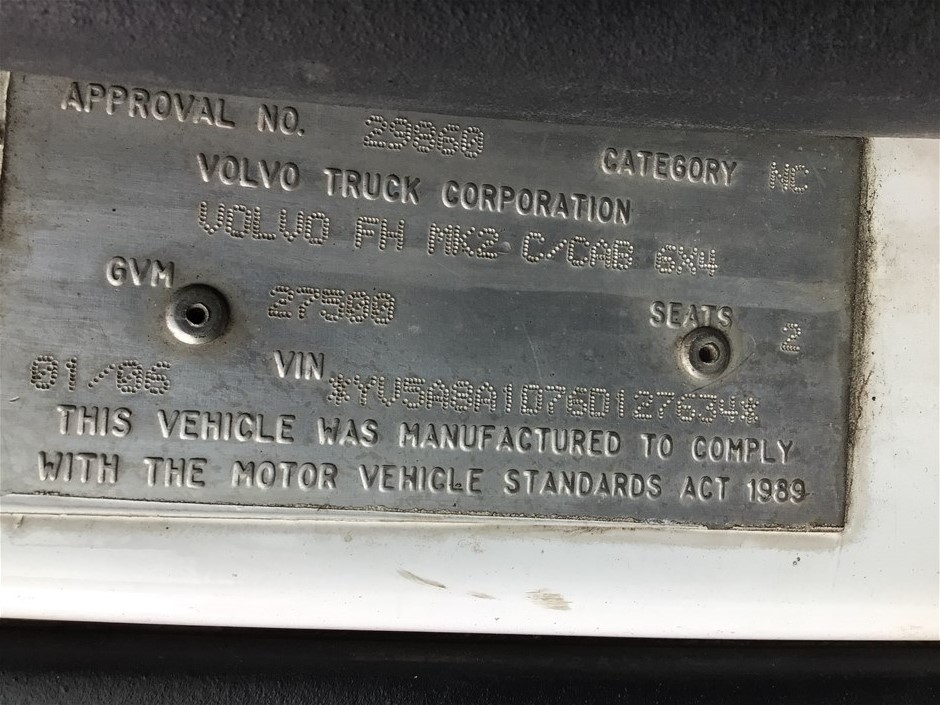 APPROVAL NO. 29860 CATEGORY NC
VOLVO TRUCK CORPORATION
VOLVO FH MK2 C/CAB 6X4
GVM 27500 SEATS 2
01/06 VIN *YV5A8A1D76D127634*
THIS VEHICLE WAS MANUFACTURED TO COMPLY
WITH THE MOTOR VEHICLE STANDARDS ACT 1989